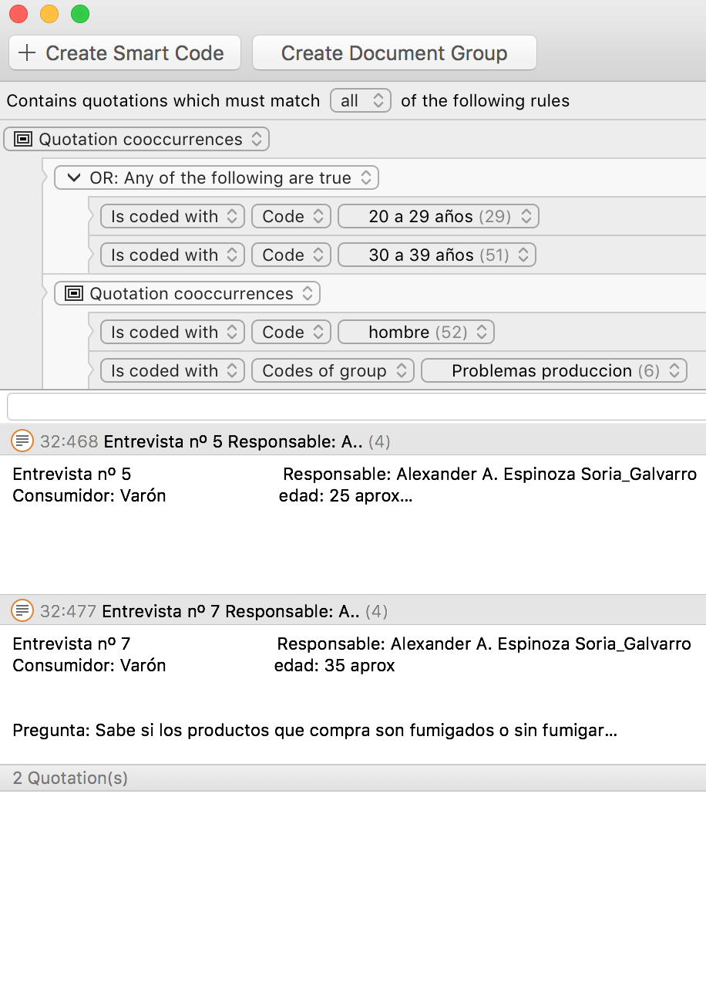 Create Smart Code Create Document Group
Contains quotations which must match all of the following rules
Quotation cooccurrences
OR: Any of the following are true
Is coded with Code 20 a 29 años (29)
Is coded with Code 30 a 39 años (51)
Quotation cooccurrences
Is coded with Code hombre (52)
Is coded with Codes of group Problemas produccion (6)
32:468 Entrevista nº 5 Responsable: A.. (4)
Entrevista nº 5 Responsable: Alexander A. Espinoza Soria_Galvarro
Consumidor: Varón edad: 25 aprox...
32:477 Entrevista nº 7 Responsable: A.. (4)
Entrevista nº 7 Responsable: Alexander A. Espinoza Soria_Galvarro
Consumidor: Varón edad: 35 aprox
Pregunta: Sabe si los productos que compra son fumigados o sin fumigar...
2 Quotation(s)